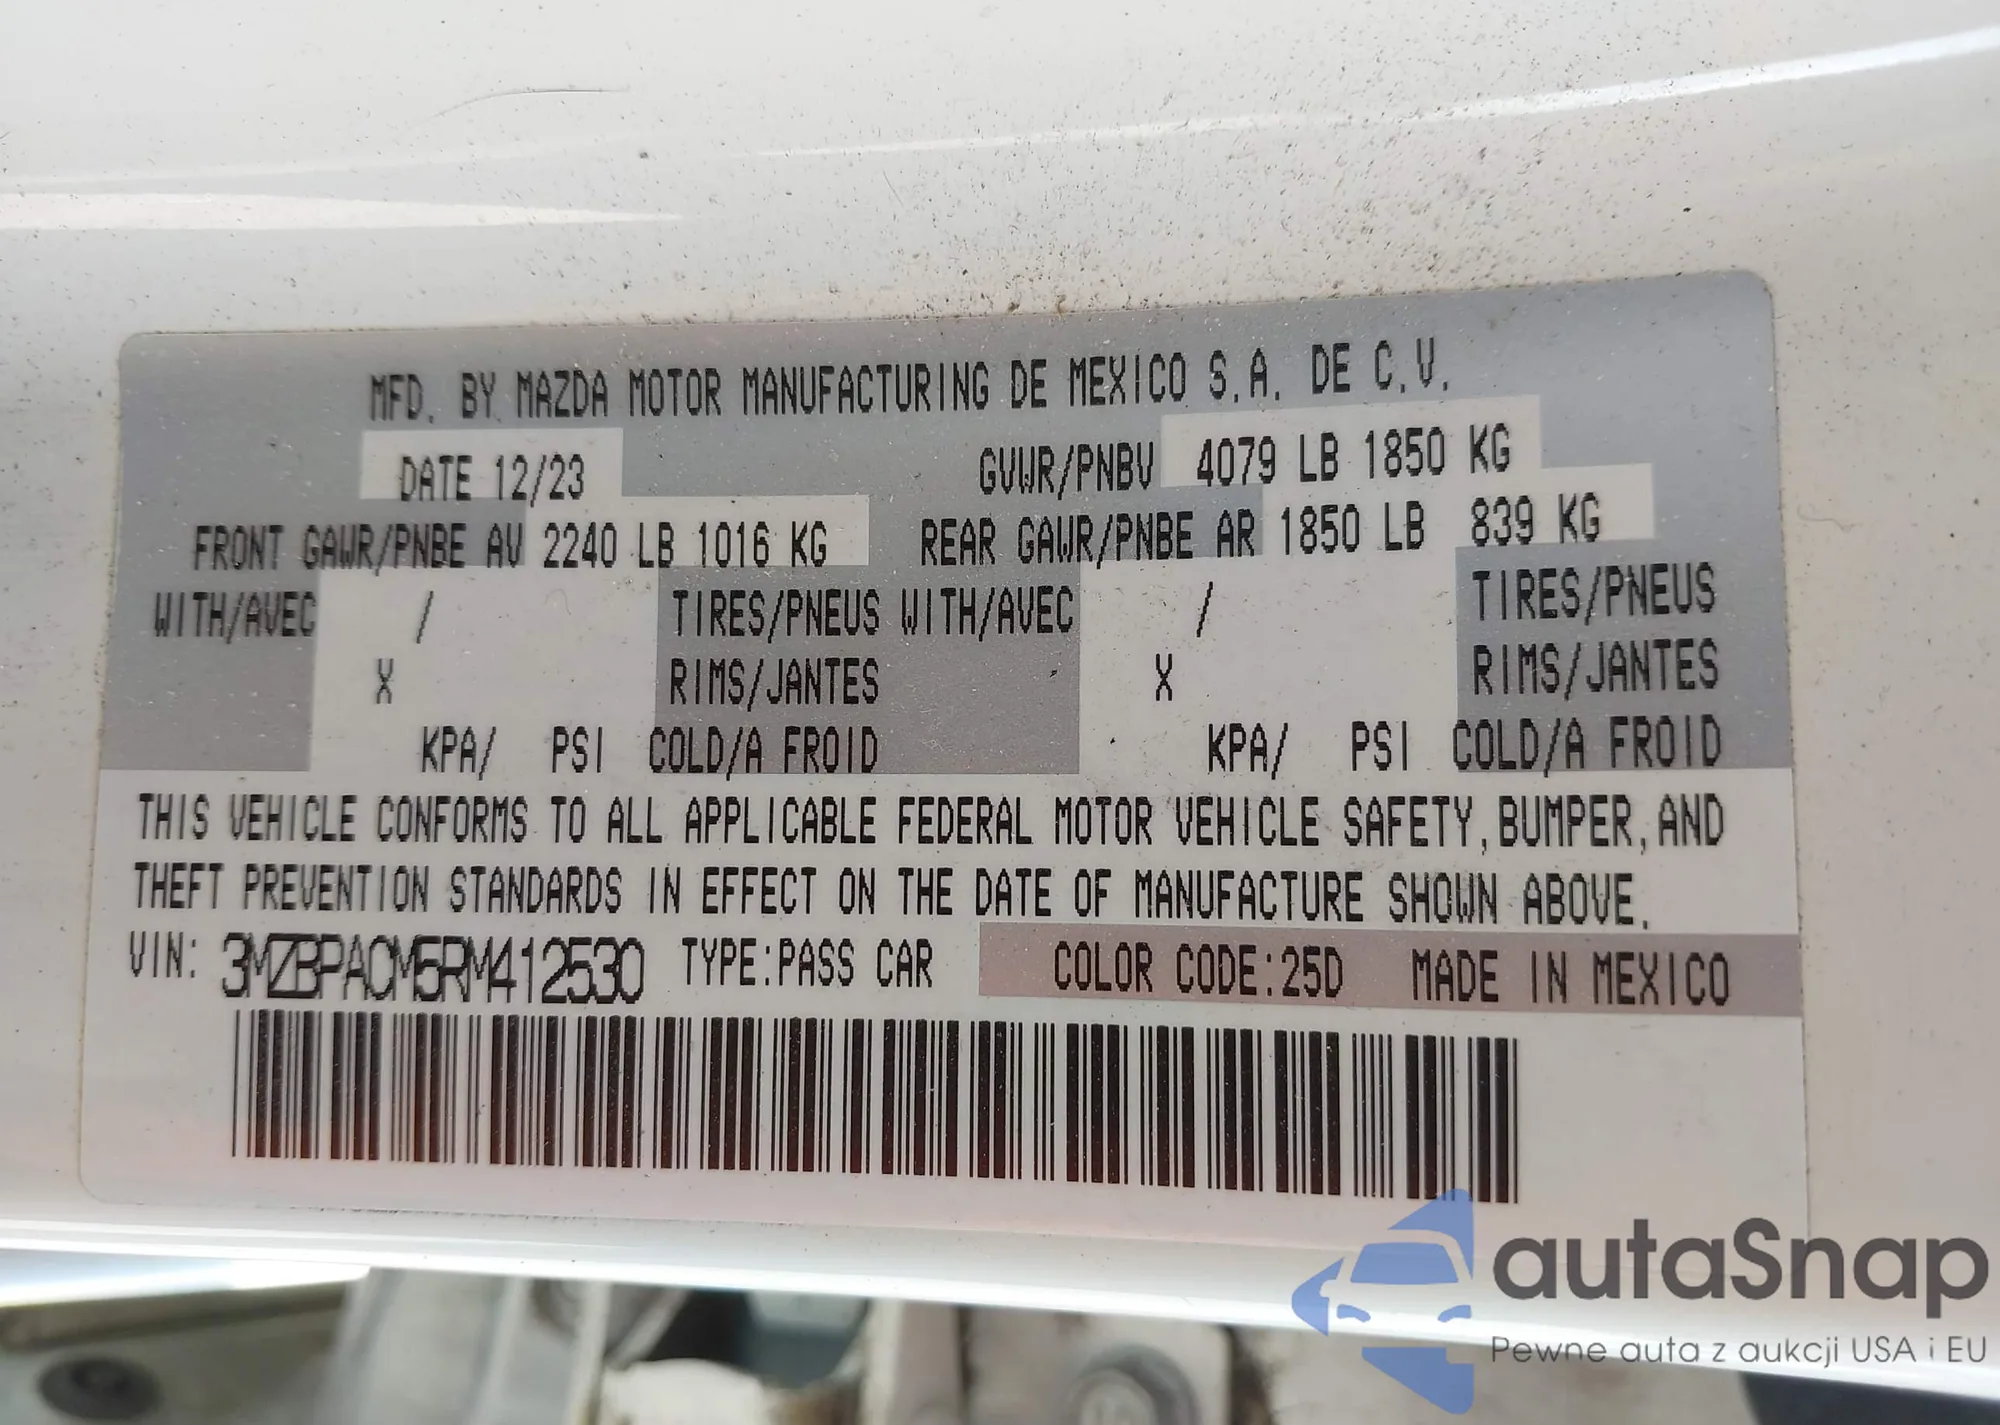 MFD. BY MAZDA MOTOR MANUFACTURING DE MEXICO S.A. DE C.V.
DATE 12/23 GVWR/PNBV 4079 LB 1850 KG
FRONT GAWR/PNBE AV 2240 LB 1016 KG REAR GAWR/PNBE AR 1850 LB 839 KG
WITH/AVEC / TIRES/PNEUS WITH/AVEC / TIRES/PNEUS
X RIMS/JANTES X RIMS/JANTES
KPA/ PSI COLD/A FROID KPA/ PSI COLD/A FROID
THIS VEHICLE CONFORMS TO ALL APPLICABLE FEDERAL MOTOR VEHICLE SAFETY, BUMPER, AND
THEFT PREVENTION STANDARDS IN EFFECT ON THE DATE OF MANUFACTURE SHOWN ABOVE.
VIN: 3MZBPACM5RM412530 TYPE:PASS CAR COLOR CODE:25D MADE IN MEXICO
autaSnap
Pewne auta z aukcji USA i EU